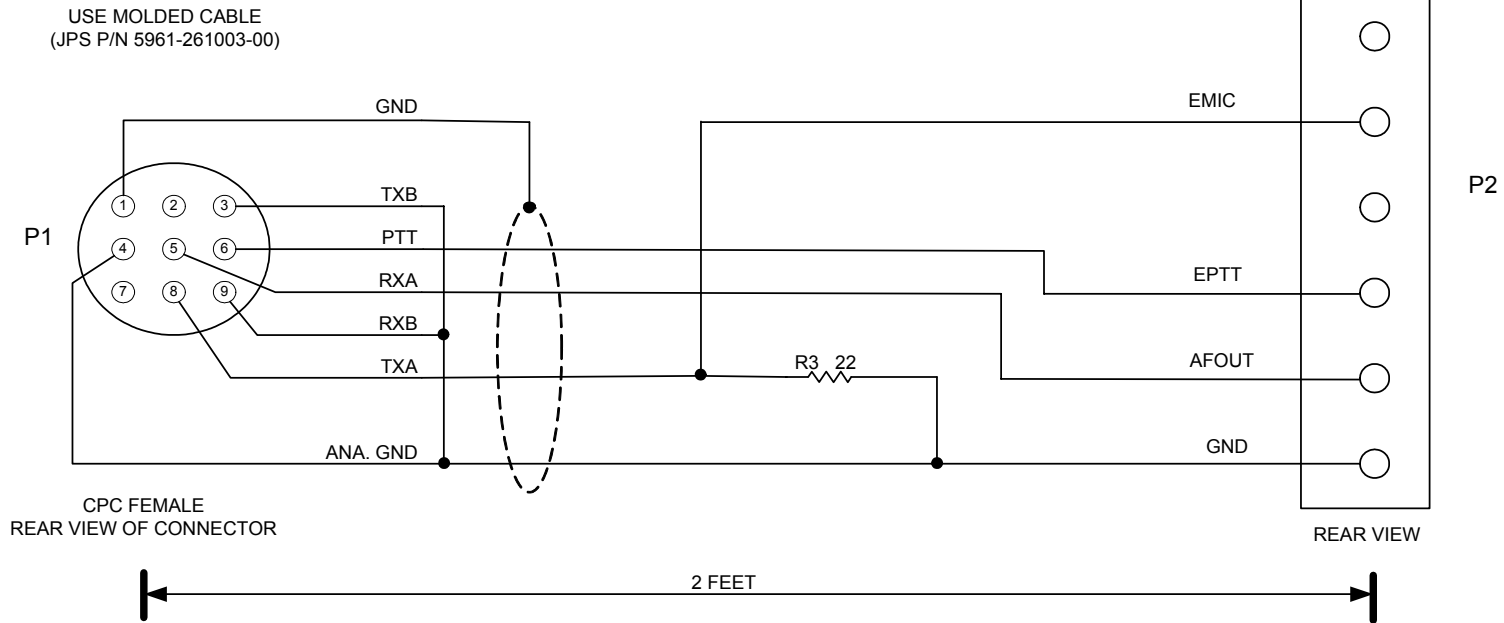 USE MOLDED CABLE
(JPS P/N 5961-261003-00)
GND
EMIC
P1
1
2
3
TXB
P2
4
5
6
PTT
EPTT
7
8
9
RXA
RXB
TXA
R3 22
AFOUT
ANA. GND
GND
CPC FEMALE
REAR VIEW OF CONNECTOR
REAR VIEW
2 FEET